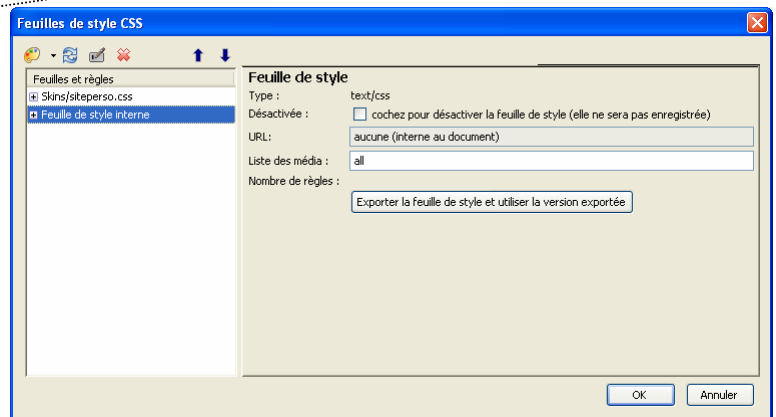 Feuilles de style CSS
Feuilles et règles
Skins/siteperso.css
Feuille de style interne
Feuille de style
Type : text/css
Désactivée : cochez pour désactiver la feuille de style (elle ne sera pas enregistrée)
URL: aucune (interne au document)
Liste des média : all
Nombre de règles :
Exporter la feuille de style et utiliser la version exportée
OK Annuler